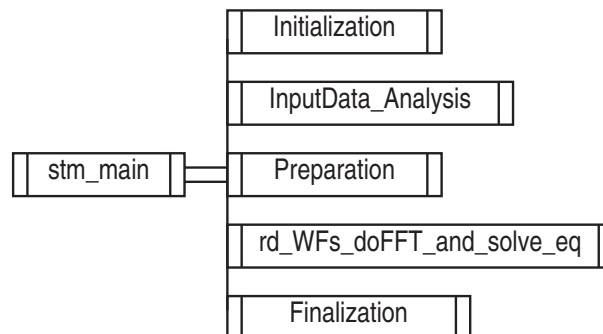 Initialization
InputData_Analysis
stm_main
Preparation
rd_WFs_doFFT_and_solve_eq
Finalization